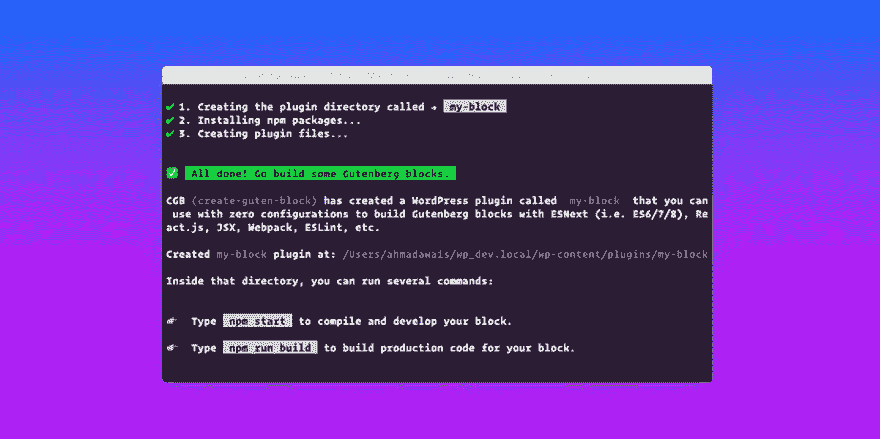 ✔ 1. Creating the plugin directory called → my-block
✔ 2. Installing npm packages...
✔ 3. Creating plugin files...
✅ All done! Go build some Gutenberg blocks.
CGB (create-guten-block) has created a WordPress plugin called my-block that you can
use with zero configurations to build Gutenberg blocks with ESNext (i.e. ES6/7/8), Re
act.js, JSX, Webpack, ESLint, etc.
Created my-block plugin at: /Users/ahmadawais/wp_dev.local/wp-content/plugins/my-block
Inside that directory, you can run several commands:
👉 Type npm start to compile and develop your block.
👉 Type npm run build to build production code for your block.